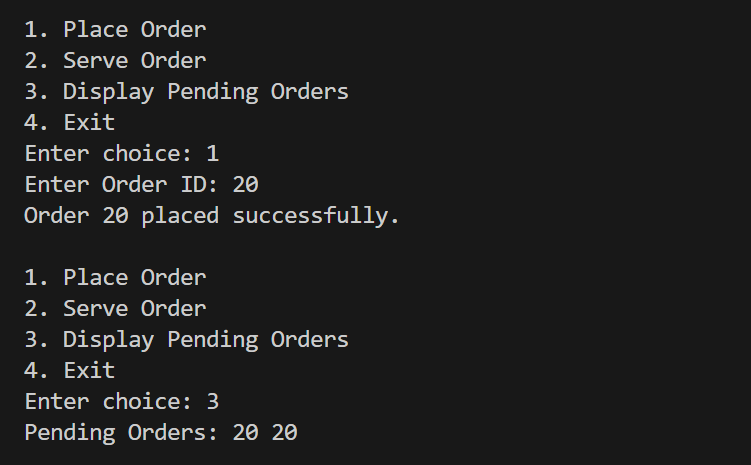 1. Place Order
2. Serve Order
3. Display Pending Orders
4. Exit
Enter choice: 1
Enter Order ID: 20
Order 20 placed successfully.

1. Place Order
2. Serve Order
3. Display Pending Orders
4. Exit
Enter choice: 3
Pending Orders: 20 20